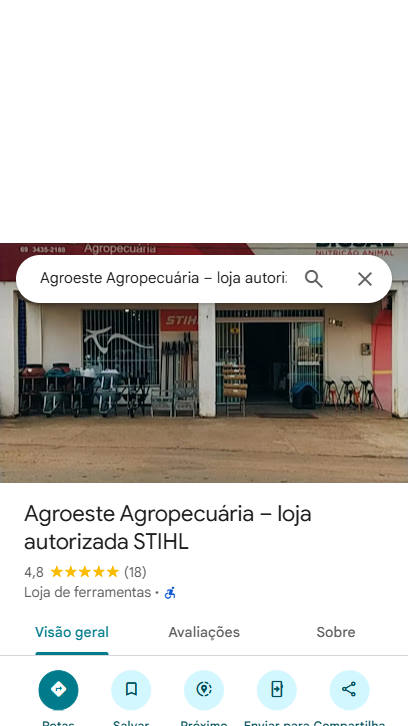 69 3435-2188 Agropecuária
NUTRIÇÃO ANIMAL
Agroeste Agropecuária – loja autori
STIHL
Agroeste Agropecuária – loja
autorizada STIHL
4,8 (18)
Loja de ferramentas •
Visão geral Avaliações Sobre
Rotas Salvar Próximo Enviar para Compartilha